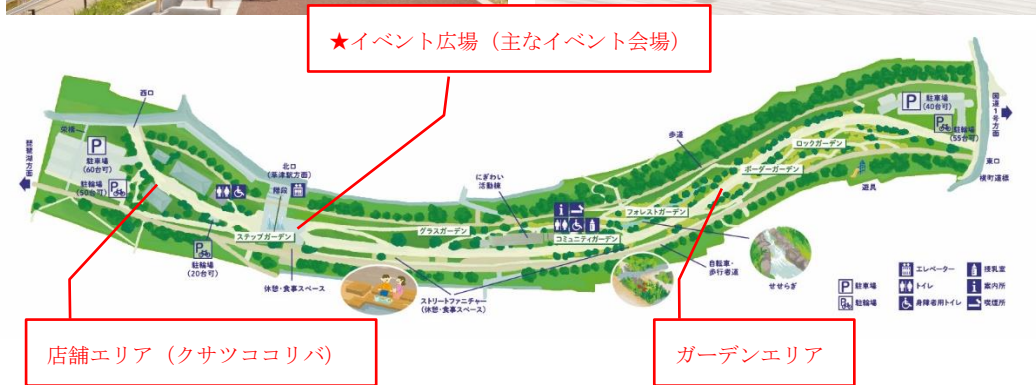 ★イベント広場（主なイベント会場）
西口
栄橋
P
駐車場
(60台可)
琵琶湖方面
駐輪場
(50台可)
北口
(草津駅方面)
階段
ステップガーデン
駐輪場
(20台可)
休憩・食事スペース
グラスガーデン
にぎわい
活動棟
コミュニティガーデン
ストリートファニチャー
(休憩・食事スペース)
フォレストガーデン
歩道
ボーダーガーデン
ロックガーデン
P
駐車場
(40台可)
駐輪場
(55台可)
国道1号方面
東口
横町道線
遊具
自転車・
歩行者道
せせらぎ
P 駐車場
駐輪場
エレベーター
トイレ
身障者用トイレ
授乳室
案内所
喫煙所
店舗エリア（クサツココリバ）
ガーデンエリア